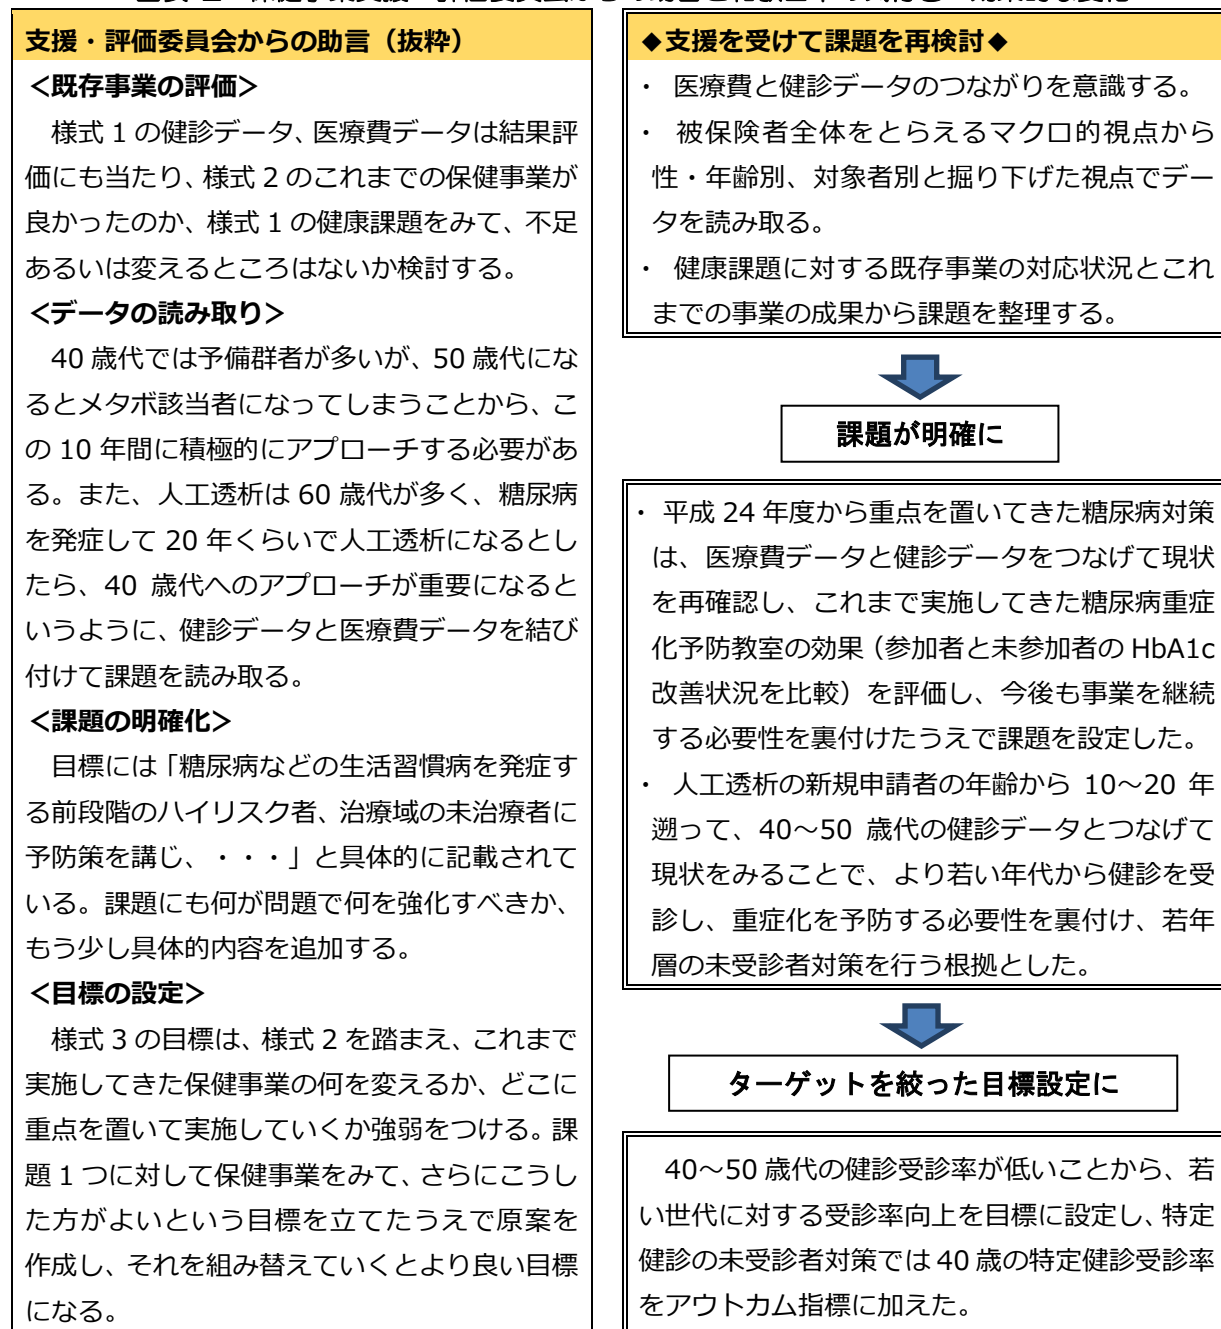 支援・評価委員会からの助言（抜粋）
＜既存事業の評価＞
様式１の健診データ、医療費データは結果評
価にも当たり、様式２のこれまでの保健事業が
良かったのか、様式１の健康課題をみて、不足
あるいは変えるところはないか検討する。
＜データの読み取り＞
40 歳代では予備群者が多いが、50 歳代にな
るとメタボ該当者になってしまうことから、こ
の 10 年間に積極的にアプローチする必要があ
る。また、人工透析は 60 歳代が多く、糖尿病
を発症して 20 年くらいで人工透析になるとし
たら、40 歳代へのアプローチが重要になると
いうように、健診データと医療費データを結び
付けて課題を読み取る。
＜課題の明確化＞
目標には「糖尿病などの生活習慣病を発症す
る前段階のハイリスク者、治療域の未治療者に
予防策を講じ、・・・」と具体的に記載されて
いる。課題にも何が問題で何を強化すべきか、
もう少し具体的内容を追加する。
＜目標の設定＞
様式３の目標は、様式２を踏まえ、これまで
実施してきた保健事業の何を変えるか、どこに
重点を置いて実施していくか強弱をつける。課
題１つに対して保健事業をみて、さらにこうし
た方がよいという目標を立てたうえで原案を
作成し、それを組み替えていくとより良い目標
になる。
◆支援を受けて課題を再検討◆
・ 医療費と健診データのつながりを意識する。
・ 被保険者全体をとらえるマクロ的視点から
性・年齢別、対象者別と掘り下げた視点でデー
タを読み取る。
・ 健康課題に対する既存事業の対応状況とこれ
までの事業の成果から課題を整理する。
課題が明確に
・ 平成 24 年度から重点を置いてきた糖尿病対策
は、医療費データと健診データをつなげて現状
を再確認し、これまで実施してきた糖尿病重症
化予防教室の効果（参加者と未参加者の HbA1c
改善状況を比較）を評価し、今後も事業を継続
する必要性を裏付けたうえで課題を設定した。
・ 人工透析の新規申請者の年齢から 10～20 年
遡って、40～50 歳代の健診データとつなげて
現状をみることで、より若い年代から健診を受
診し、重症化を予防する必要性を裏付け、若年
層の未受診者対策を行う根拠とした。
ターゲットを絞った目標設定に
40～50 歳代の健診受診率が低いことから、若
い世代に対する受診率向上を目標に設定し、特定
健診の未受診者対策では 40 歳の特定健診受診率
をアウトカム指標に加えた。